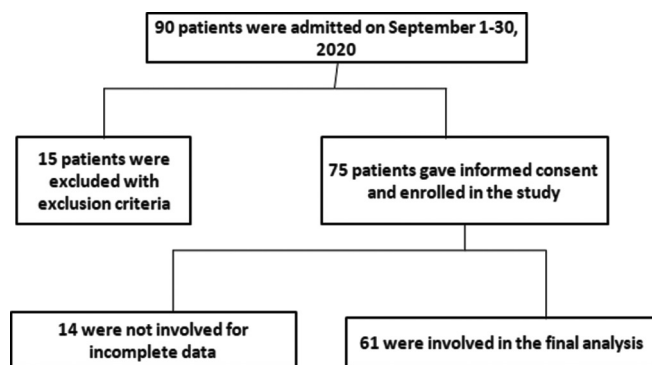 90 patients were admitted on September 1-30,
2020
15 patients were
excluded with
exclusion criteria
75 patients gave informed consent
and enrolled in the study
14 were not involved for
incomplete data
61 were involved in the final analysis